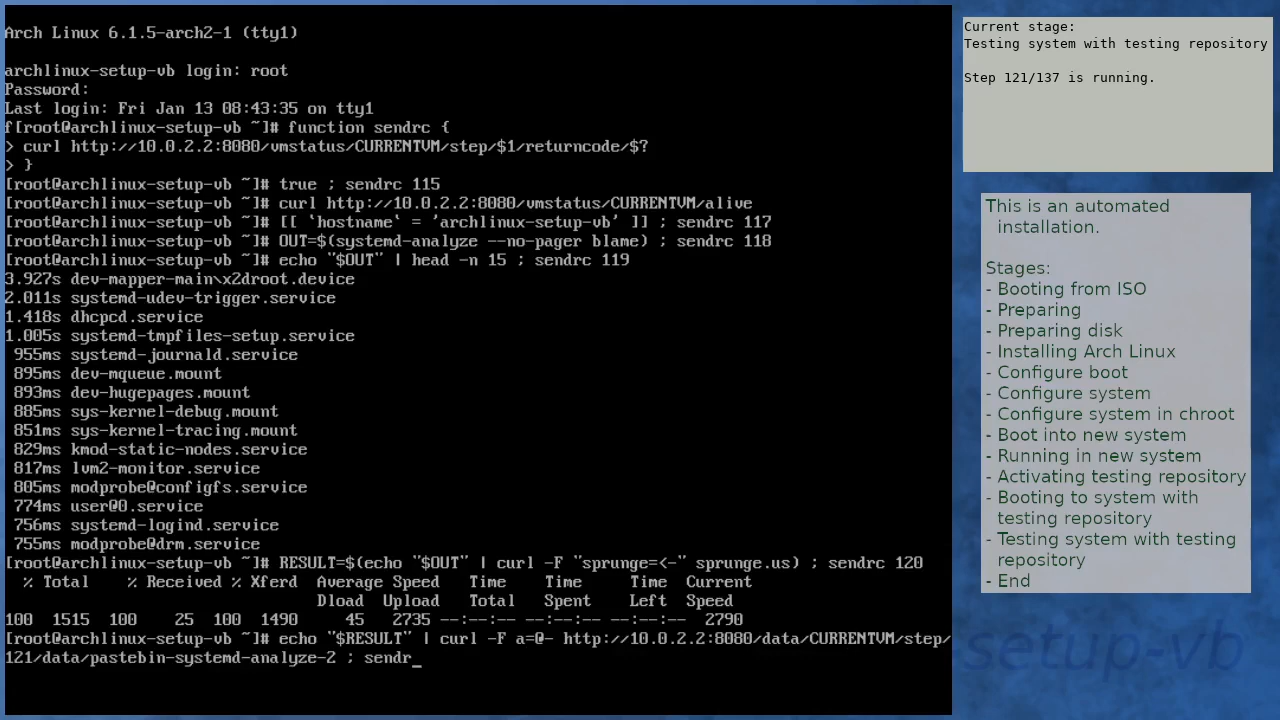 Arch Linux 6.1.5-arch2-1 (tty1)
archlinux-setup-vb login: root
Password:
Last login: Fri Jan 13 08:43:35 on tty1
f[root@archlinux-setup-vb ~]# function sendrc {
> curl http://10.0.2.2:8080/vmstatus/CURRENTVM/step/$1/returncode/$?
> }
[root@archlinux-setup-vb ~]# true ; sendrc 115
[root@archlinux-setup-vb ~]# curl http://10.0.2.2:8080/vmstatus/CURRENTVM/alive
[root@archlinux-setup-vb ~]# [[ `hostname` = 'archlinux-setup-vb' ]] ; sendrc 117
[root@archlinux-setup-vb ~]# OUT=$(systemd-analyze --no-pager blame) ; sendrc 118
[root@archlinux-setup-vb ~]# echo "$OUT" | head -n 15 ; sendrc 119
3.927s dev-mapper-main\x2droot.device
2.011s systemd-udev-trigger.service
1.418s dhcpcd.service
1.005s systemd-tmpfiles-setup.service
955ms systemd-journald.service
895ms dev-mqueue.mount
893ms dev-hugepages.mount
885ms sys-kernel-debug.mount
851ms sys-kernel-tracing.mount
829ms kmod-static-nodes.service
817ms lvm2-monitor.service
805ms modprobe@configfs.service
774ms user@0.service
756ms systemd-logind.service
755ms modprobe@drm.service
[root@archlinux-setup-vb ~]# RESULT=$(echo "$OUT" | curl -F "sprunge=<-" sprunge.us) ; sendrc 120
% Total % Received % Xferd Average Speed Time Time Time Current
Dload Upload Total Spent Left Speed
100 1515 100 25 100 1490 45 2735 --:--:-- --:--:-- --:--:-- 2790
[root@archlinux-setup-vb ~]# echo "$RESULT" | curl -F a=@- http://10.0.2.2:8080/data/CURRENTVM/step/
121/data/pastebin-systemd-analyze-2 ; sendr_
Current stage:
Testing system with testing repository
Step 121/137 is running.
This is an automated
installation.
Stages:
- Booting from ISO
- Preparing
- Preparing disk
- Installing Arch Linux
- Configure boot
- Configure system
- Configure system in chroot
- Boot into new system
- Running in new system
- Activating testing repository
- Booting to system with
testing repository
- Testing system with testing
repository
- End
setup-vb